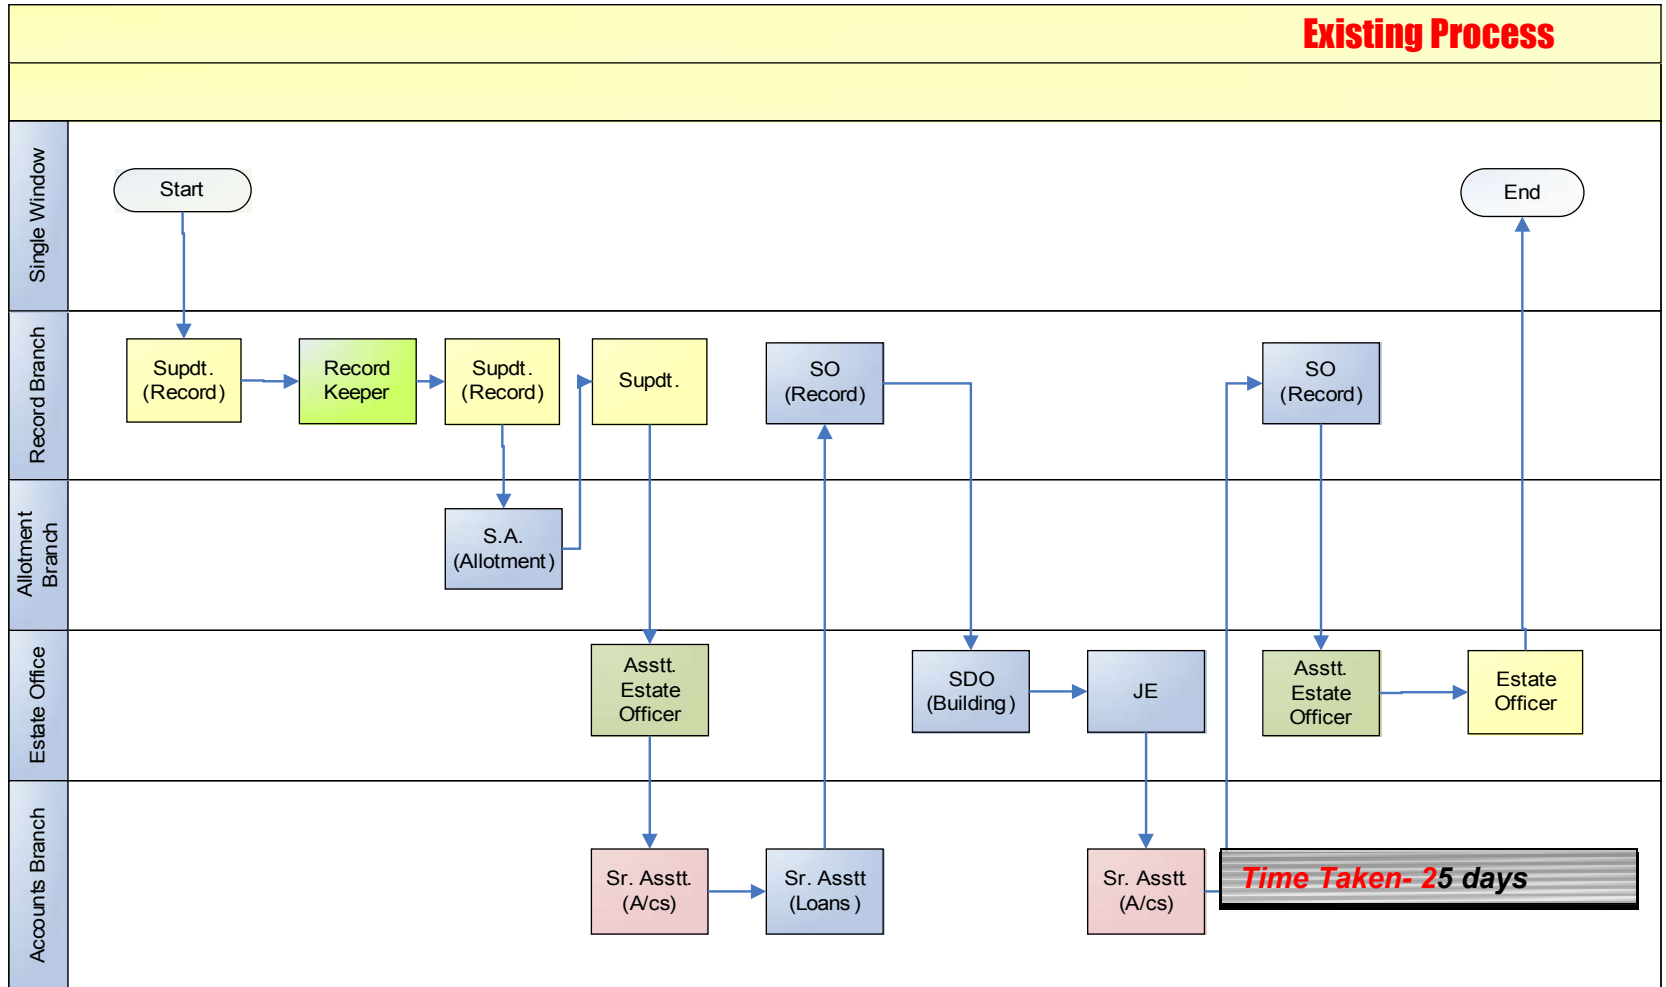 Existing Process
Single Window
Start
End
Record Branch
Supdt.
(Record)
Record
Keeper
Supdt.
(Record)
Supdt.
SO
(Record)
SO
(Record)
Allotment
Branch
S.A.
(Allotment)
Estate Office
Asstt.
Estate
Officer
SDO
(Building)
JE
Asstt.
Estate
Officer
Estate
Officer
Accounts Branch
Sr. Asstt.
(A/cs)
Sr. Asstt
(Loans)
Sr. Asstt.
(A/cs)
Time Taken- 25 days